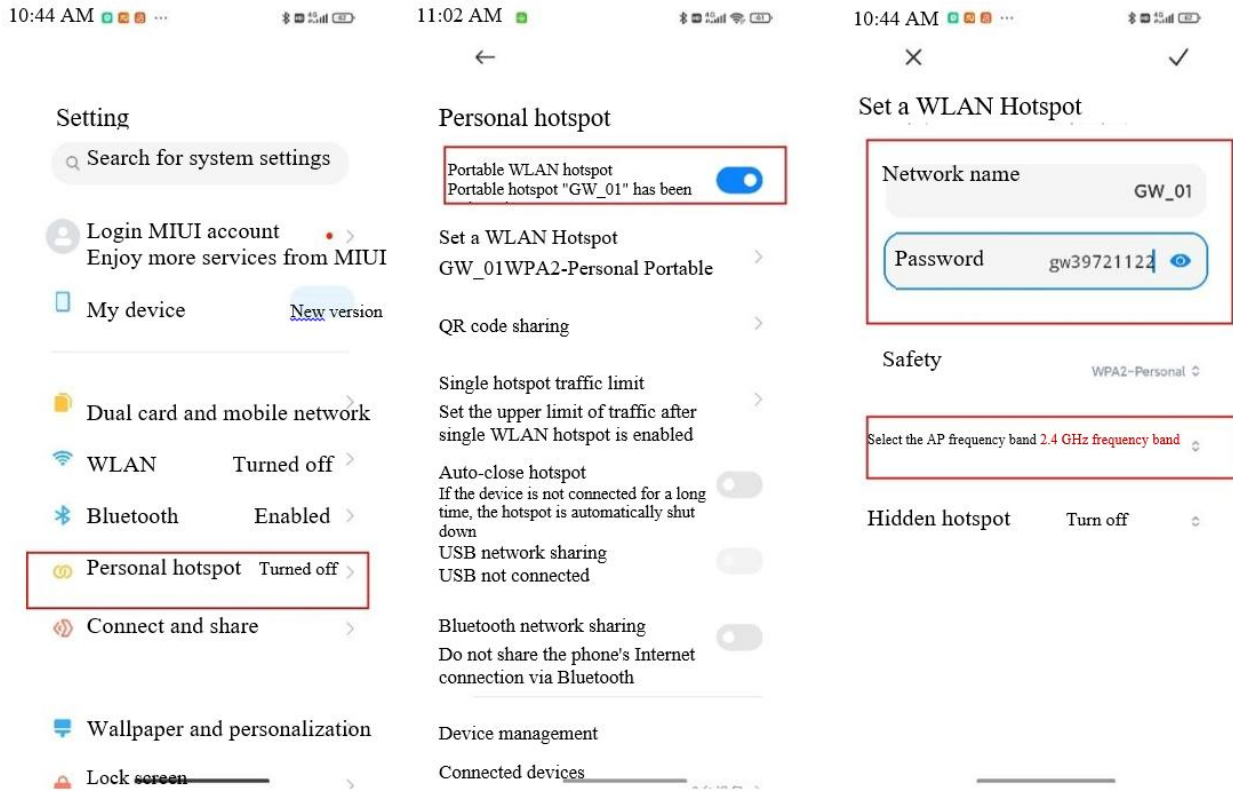 10:44 AM
Setting
Search for system settings
Login MIUI account
Enjoy more services from MIUI
My device New version
Dual card and mobile network
WLAN Turned off
Bluetooth Enabled
Personal hotspot Turned off
Connect and share
Wallpaper and personalization
Lock screen
11:02 AM
Personal hotspot
Portable WLAN hotspot
Portable hotspot "GW_01" has been
Set a WLAN Hotspot
GW_01WPA2-Personal Portable
QR code sharing
Single hotspot traffic limit
Set the upper limit of traffic after
single WLAN hotspot is enabled
Auto-close hotspot
If the device is not connected for a long
time, the hotspot is automatically shut
down
USB network sharing
USB not connected
Bluetooth network sharing
Do not share the phone's Internet
connection via Bluetooth
Device management
Connected devices
10:44 AM
Set a WLAN Hotspot
Network name
GW_01
Password gw39721122
Safety
WPA2-Personal
Select the AP frequency band 2.4 GHz frequency band
Hidden hotspot Turn off